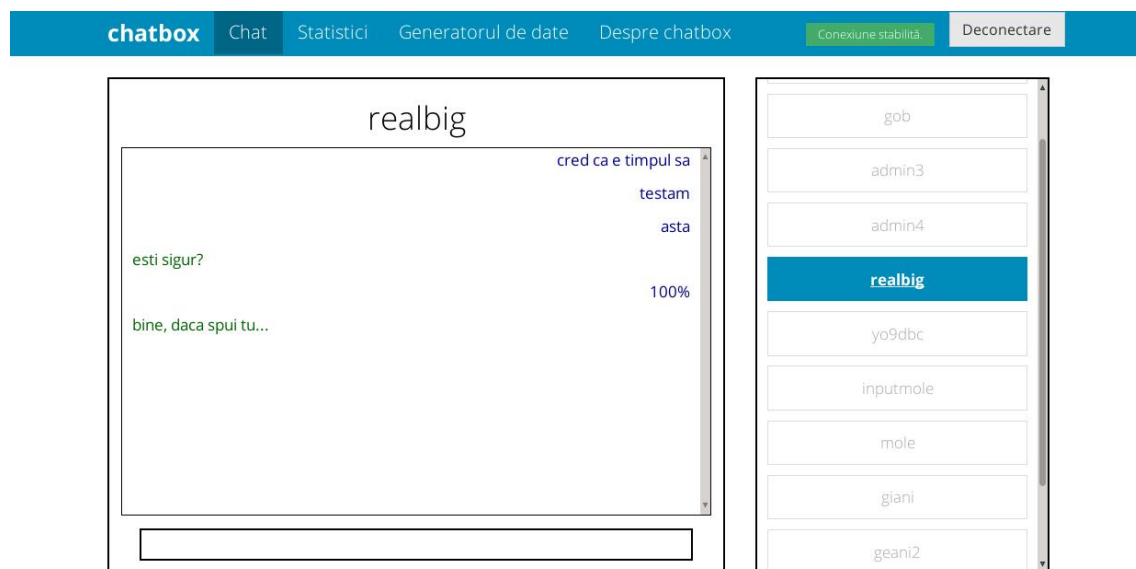 chatbox Chat Statistici Generatorul de date Despre chatbox Conexiune stabilită. Deconectare
realbig
cred ca e timpul sa
testam
asta
esti sigur?
100%
bine, daca spui tu...
gob
admin3
admin4
realbig
yo9dbc
inputmole
mole
giani
geani2